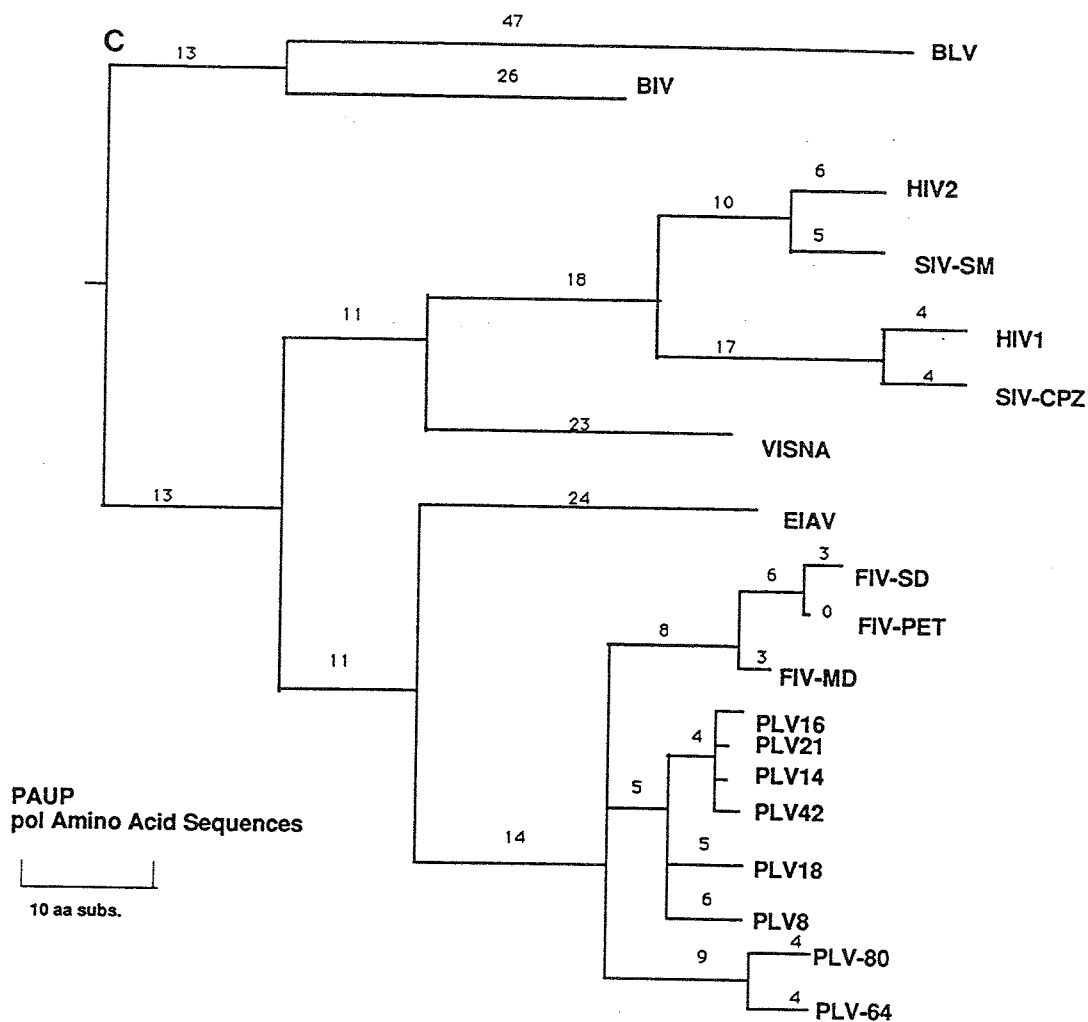 C
47
BLV
13
26
BIV
6
HIV2
10
5
SIV-SM
18
4
HIV1
11
17
4
SIV-CPZ
23
VISNA
13
24
EIAV
3
FIV-SD
6
0
FIV-PET
8
3
FIV-MD
11
PLV16
4
PLV21
PLV14
5
PLV42
PAUP
pol Amino Acid Sequences
10 aa subs.
14
5
PLV18
6
PLV8
9
4
PLV-80
4
PLV-64